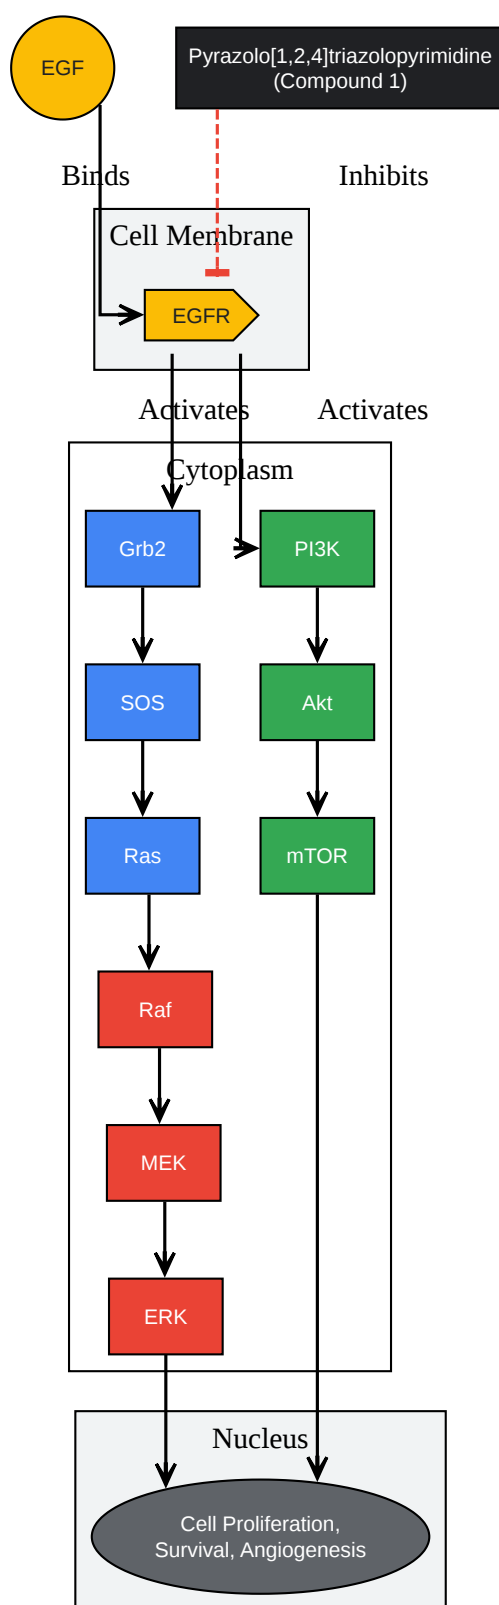 EGF
Pyrazolo[1,2,4]triazolopyrimidine
(Compound 1)
Binds
Inhibits
Cell Membrane
EGFR
Activates
Activates
Cytoplasm
Grb2
PI3K
SOS
Akt
Ras
mTOR
Raf
MEK
ERK
Nucleus
Cell Proliferation,
Survival, Angiogenesis